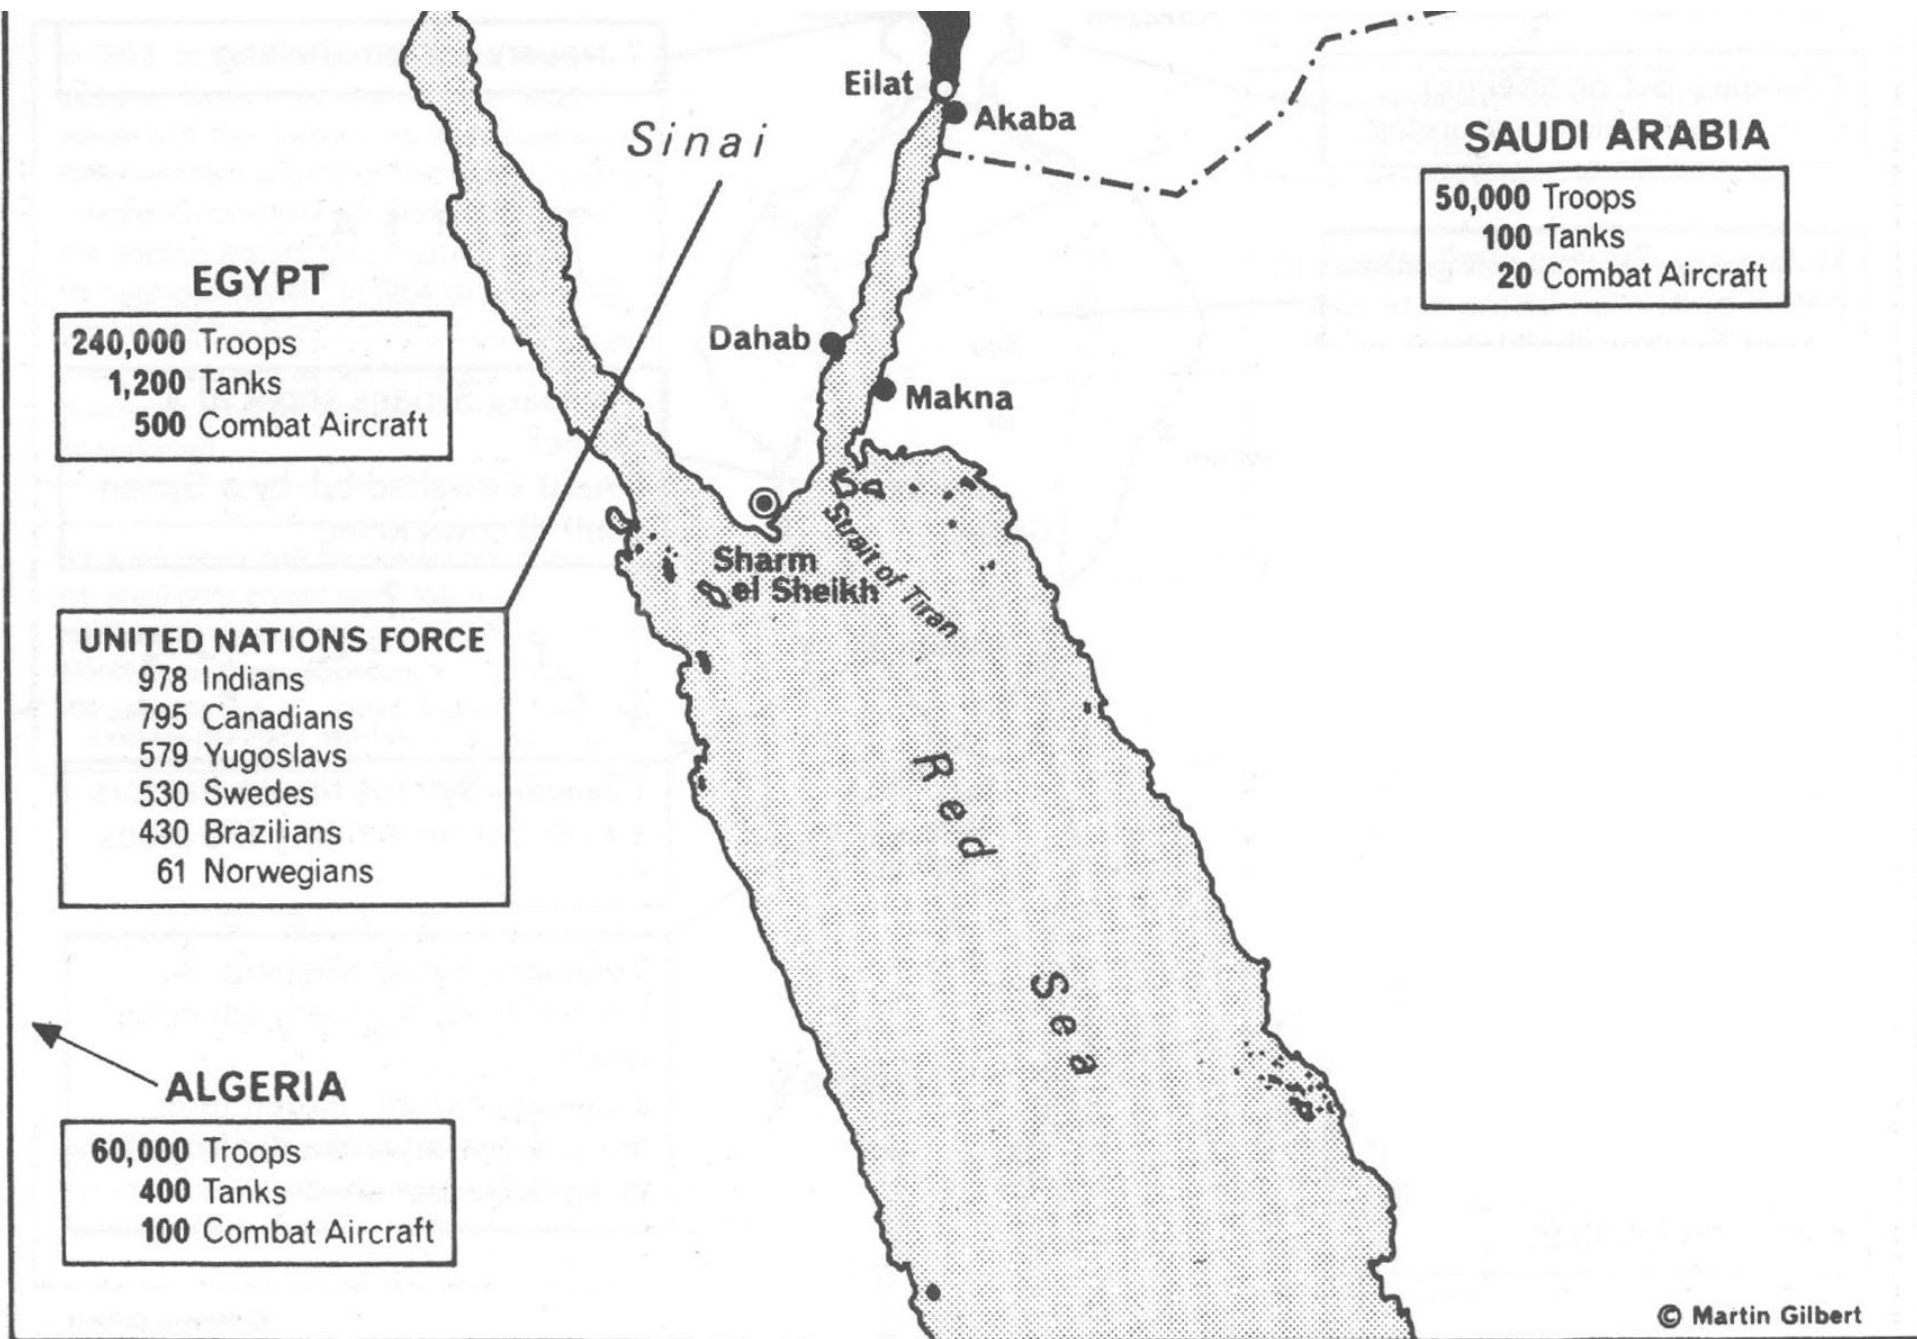 Eilat
Akaba
Sinai
SAUDI ARABIA
50,000 Troops
100 Tanks
20 Combat Aircraft
EGYPT
240,000 Troops
1,200 Tanks
500 Combat Aircraft
Dahab
Makna
Sharm
el Sheikh
Strait of Tiran
UNITED NATIONS FORCE
978 Indians
795 Canadians
579 Yugoslavs
530 Swedes
430 Brazilians
61 Norwegians
Red Sea
ALGERIA
60,000 Troops
400 Tanks
100 Combat Aircraft
© Martin Gilbert